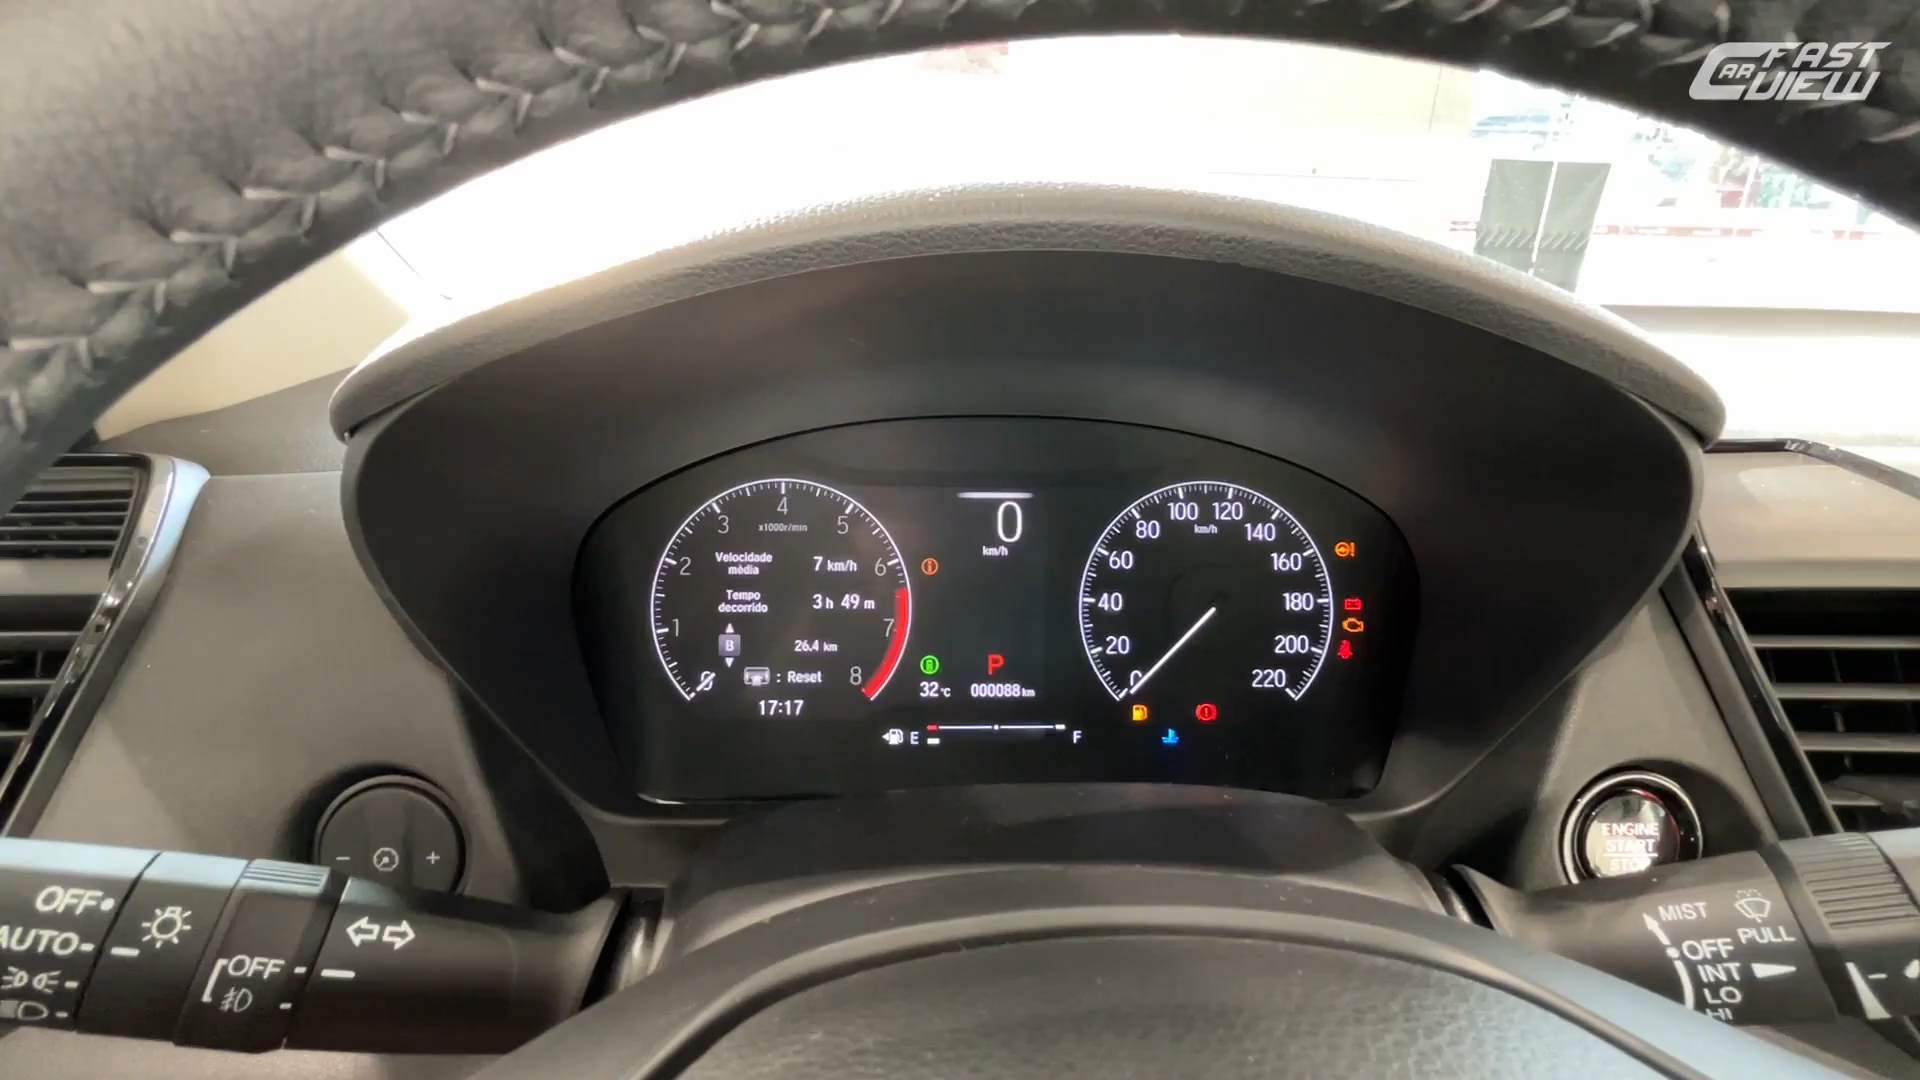 CAR FAST VIEW
4
3 5
x1000r/min
2 6
1 7
0 8
Velocidade média 7 km/h
Tempo decorrido 3 h 49 m
B 26.4 km
: Reset
17:17
0
km/h
P
32°C 000088 km
E F
100 120
80 140
km/h
60 160
40 180
20 200
0 220
ENGINE
START
STOP
OFF
AUTO
OFF
MIST
PULL
OFF
INT
LO
HI